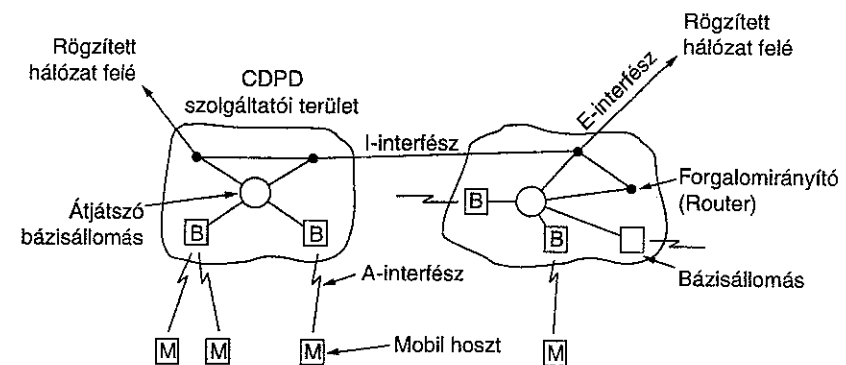 Rögzített
hálózat felé
CDPD
szolgáltatói terület
I-interfész
E-interfész
Rögzített
hálózat felé
Átjátszó
bázisállomás
B
B
B
B
Forgalomirányító
(Router)
A-interfész
Bázisállomás
M
M
M
Mobil hoszt
M